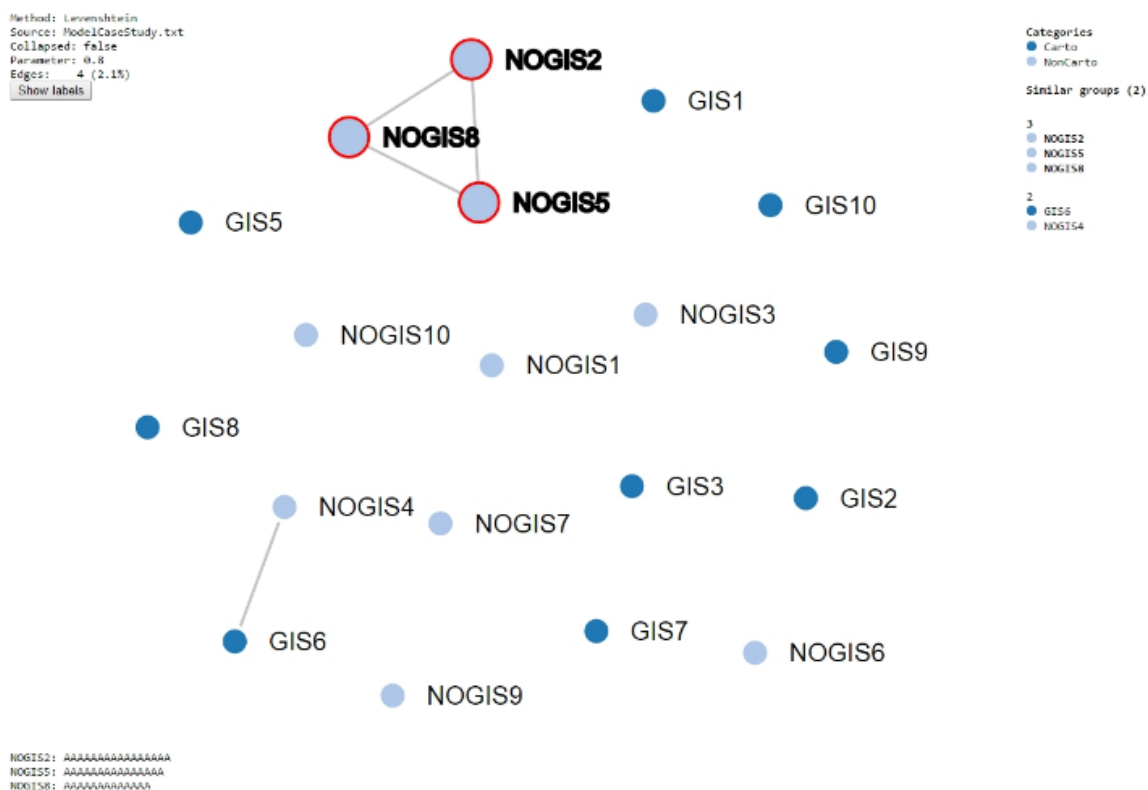 Method: Levenshtein
Source: ModelCaseStudy.txt
Collapsed: false
Parameter: 0.8
Edges: 4 (2.1%)
Show labels
Categories
Carto
NonCarto
Similar groups (2)
3
NOGIS2
NOGIS5
NOGIS8
2
GIS6
NOGIS4
NOGIS2
GIS1
NOGIS8
NOGIS5
GIS10
GIS5
NOGIS3
NOGIS10
GIS9
NOGIS1
GIS8
GIS3
GIS2
NOGIS4
NOGIS7
GIS7
GIS6
NOGIS6
NOGIS9
NOGIS2: AAAAAAAAAAAAAAAA
NOGIS5: AAAAAAAAAAAAAAA
NOGIS8: AAAAAAAAAAAAA